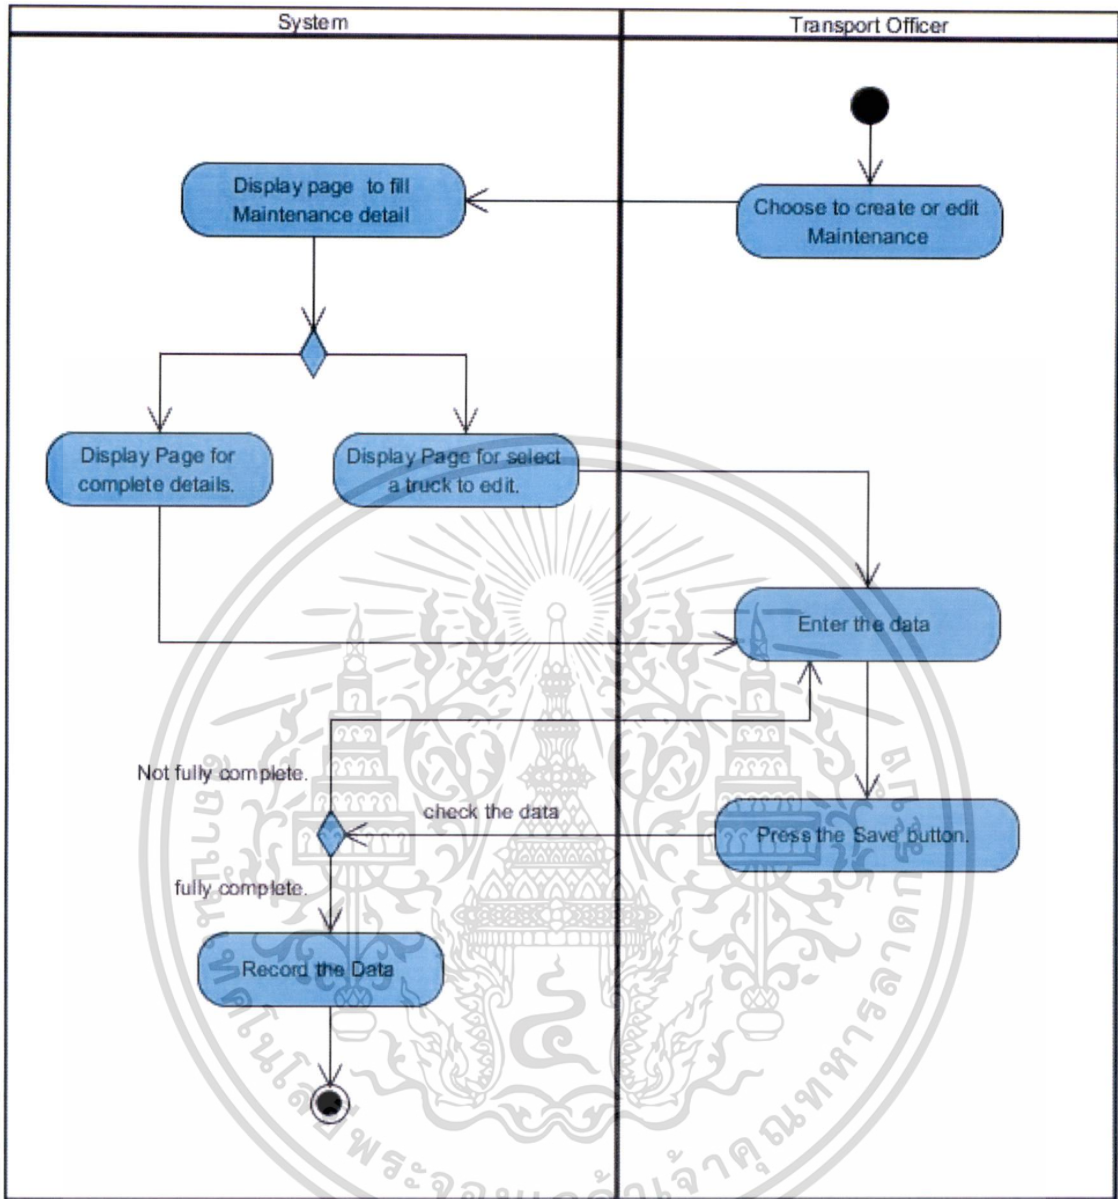 System
Transport Officer
Display page to fill
Maintenance detail
Choose to create or edit
Maintenance
Display Page for
complete details.
Display Page for select
a truck to edit.
Enter the data
Not fully complete.
check the data
Press the Save button.
fully complete.
Record the Data